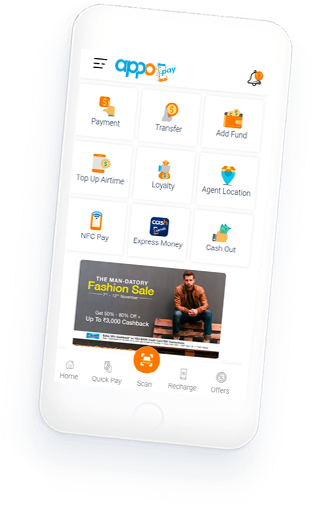 appo pay
Payment
Transfer
Add Fund
Top Up Airtime
Loyalty
Agent Location
cash
NFC Pay
Express Money
Cash Out
THE MAN-DATORY
Fashion Sale
Get 50% - 80% Off +
Up To ₹3,000 Cashback
Home
Quick Pay
Scan
Recharge
Offers